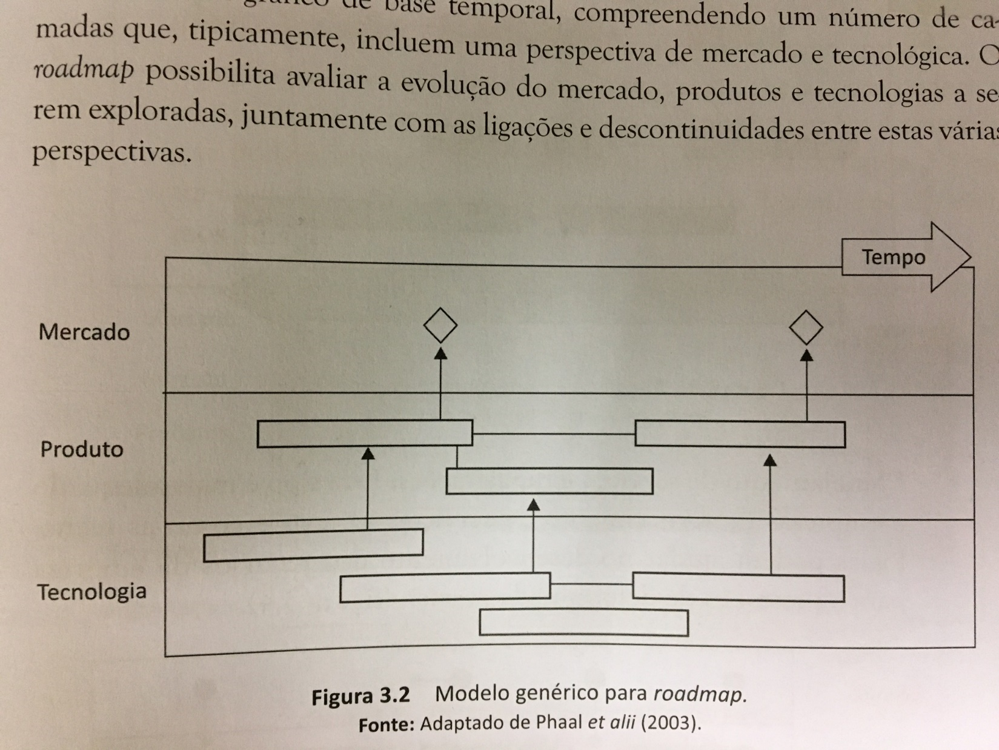 de base temporal, compreendendo um número de ca-
madas que, tipicamente, incluem uma perspectiva de mercado e tecnológica. O
roadmap possibilita avaliar a evolução do mercado, produtos e tecnologias a se
rem exploradas, juntamente com as ligações e descontinuidades entre estas várias
perspectivas.
Tempo
Mercado
Produto
Tecnologia
Figura 3.2 Modelo genérico para roadmap.
Fonte: Adaptado de Phaal et alii (2003).